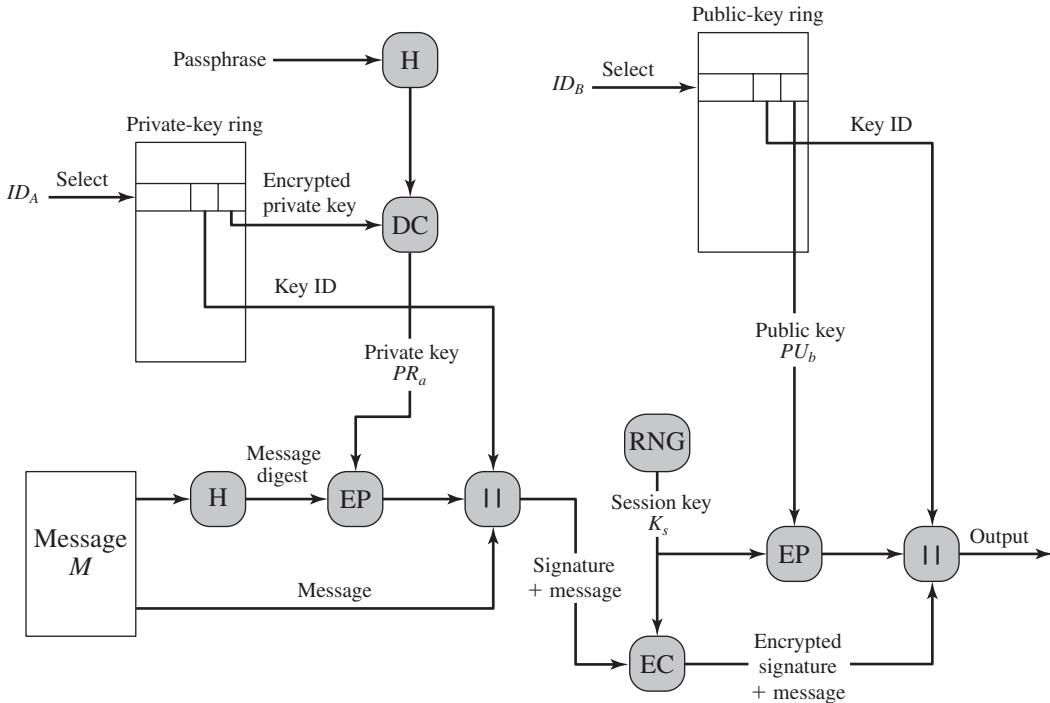 Public-key ring
Passphrase
H
ID_B
Select
Key ID
Private-key ring
ID_A
Select
Encrypted
private key
DC
Key ID
Private key
PR_a
Public key
PU_b
RNG
Message
digest
Session key
K_s
Message
M
H
EP
||
Signature
+ message
EP
||
Output
Message
EC
Encrypted
signature
+ message